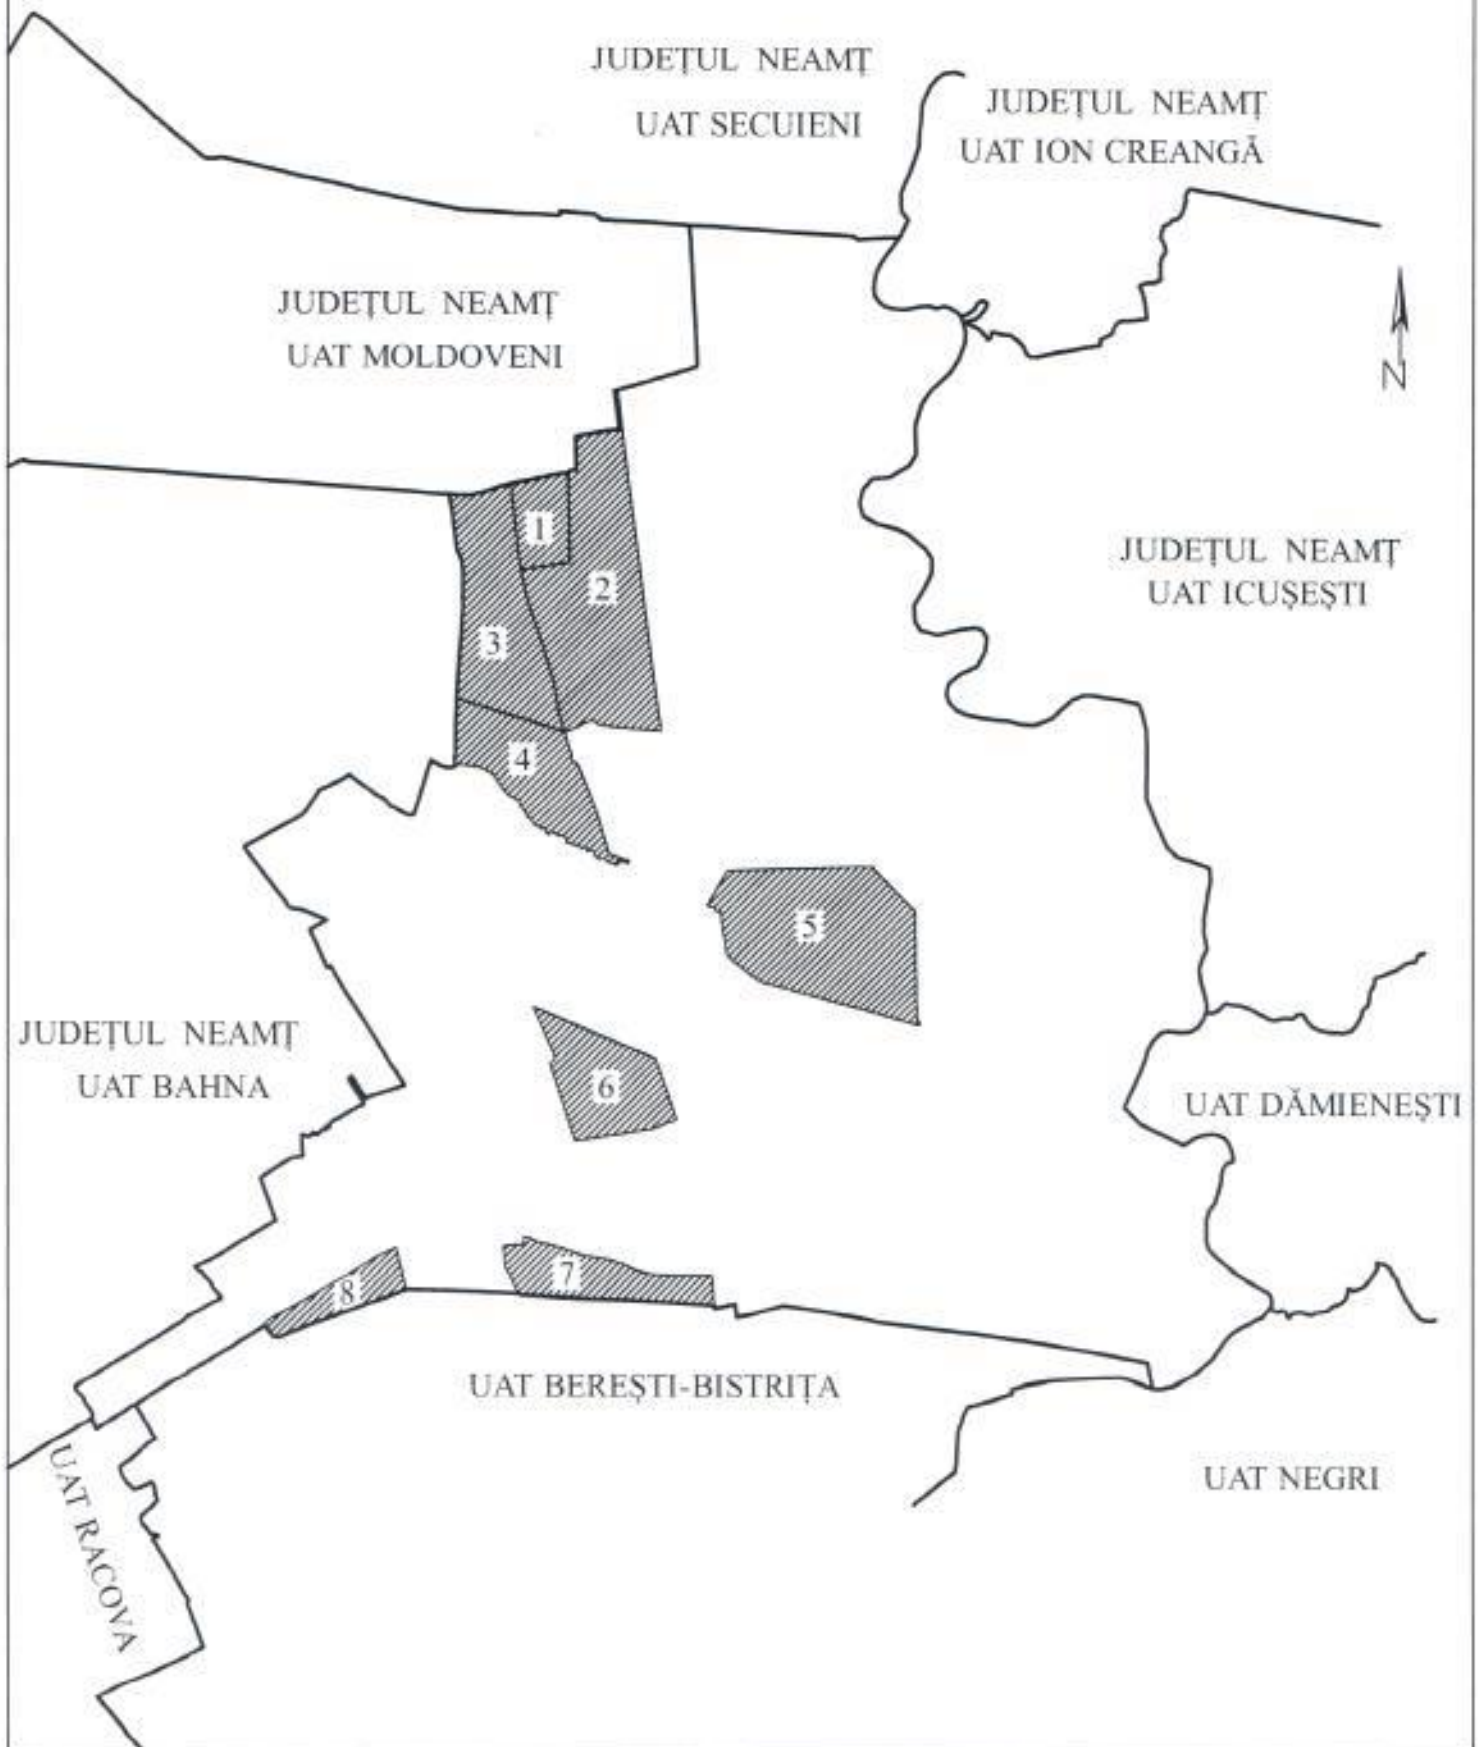 JUDEȚUL NEAMȚ
UAT SECUIENI
JUDEȚUL NEAMȚ
UAT ION CREANGĂ
JUDEȚUL NEAMȚ
UAT MOLDOVENI
N
1
2
3
4
JUDEȚUL NEAMȚ
UAT ICUȘEȘTI
5
JUDEȚUL NEAMȚ
UAT BAHNA
6
UAT DĂMIENEȘTI
7
8
UAT BEREȘTI-BISTRIȚA
UAT RACOVA
UAT NEGRI